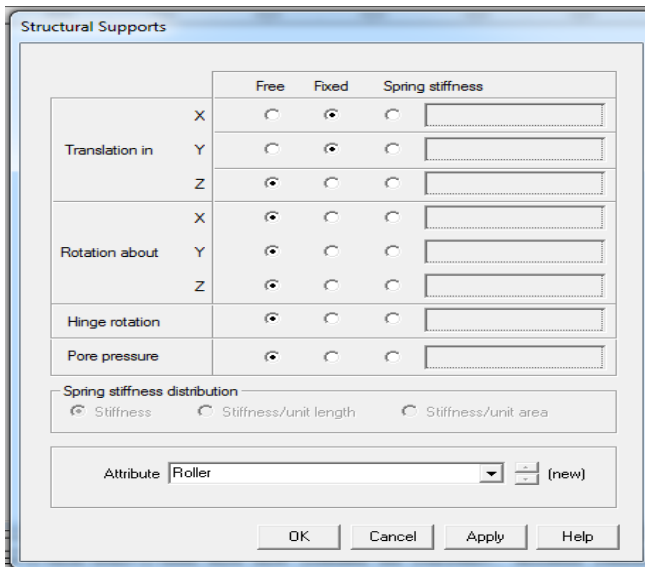 Structural Supports
Free Fixed Spring stiffness
X
Translation in Y
Z
X
Rotation about Y
Z
Hinge rotation
Pore pressure
Spring stiffness distribution
Stiffness Stiffness/unit length Stiffness/unit area
Attribute Roller (new)
OK Cancel Apply Help